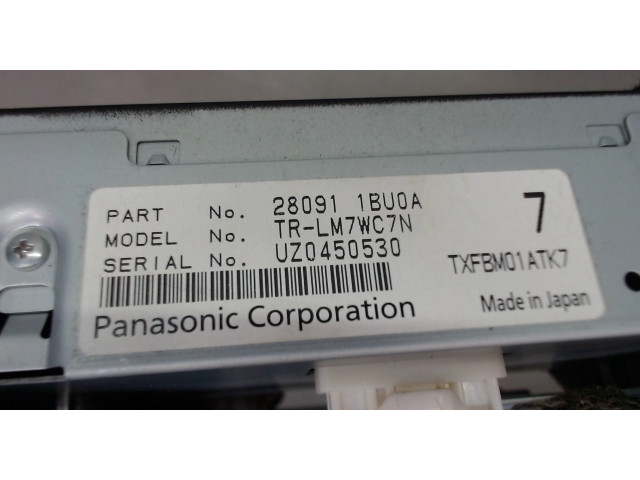 PART No. 28091 1BU0A
MODEL No. TR-LM7WC7N
SERIAL No. UZ0450530
7
TXFBM01ATK7
Panasonic Corporation
Made in Japan